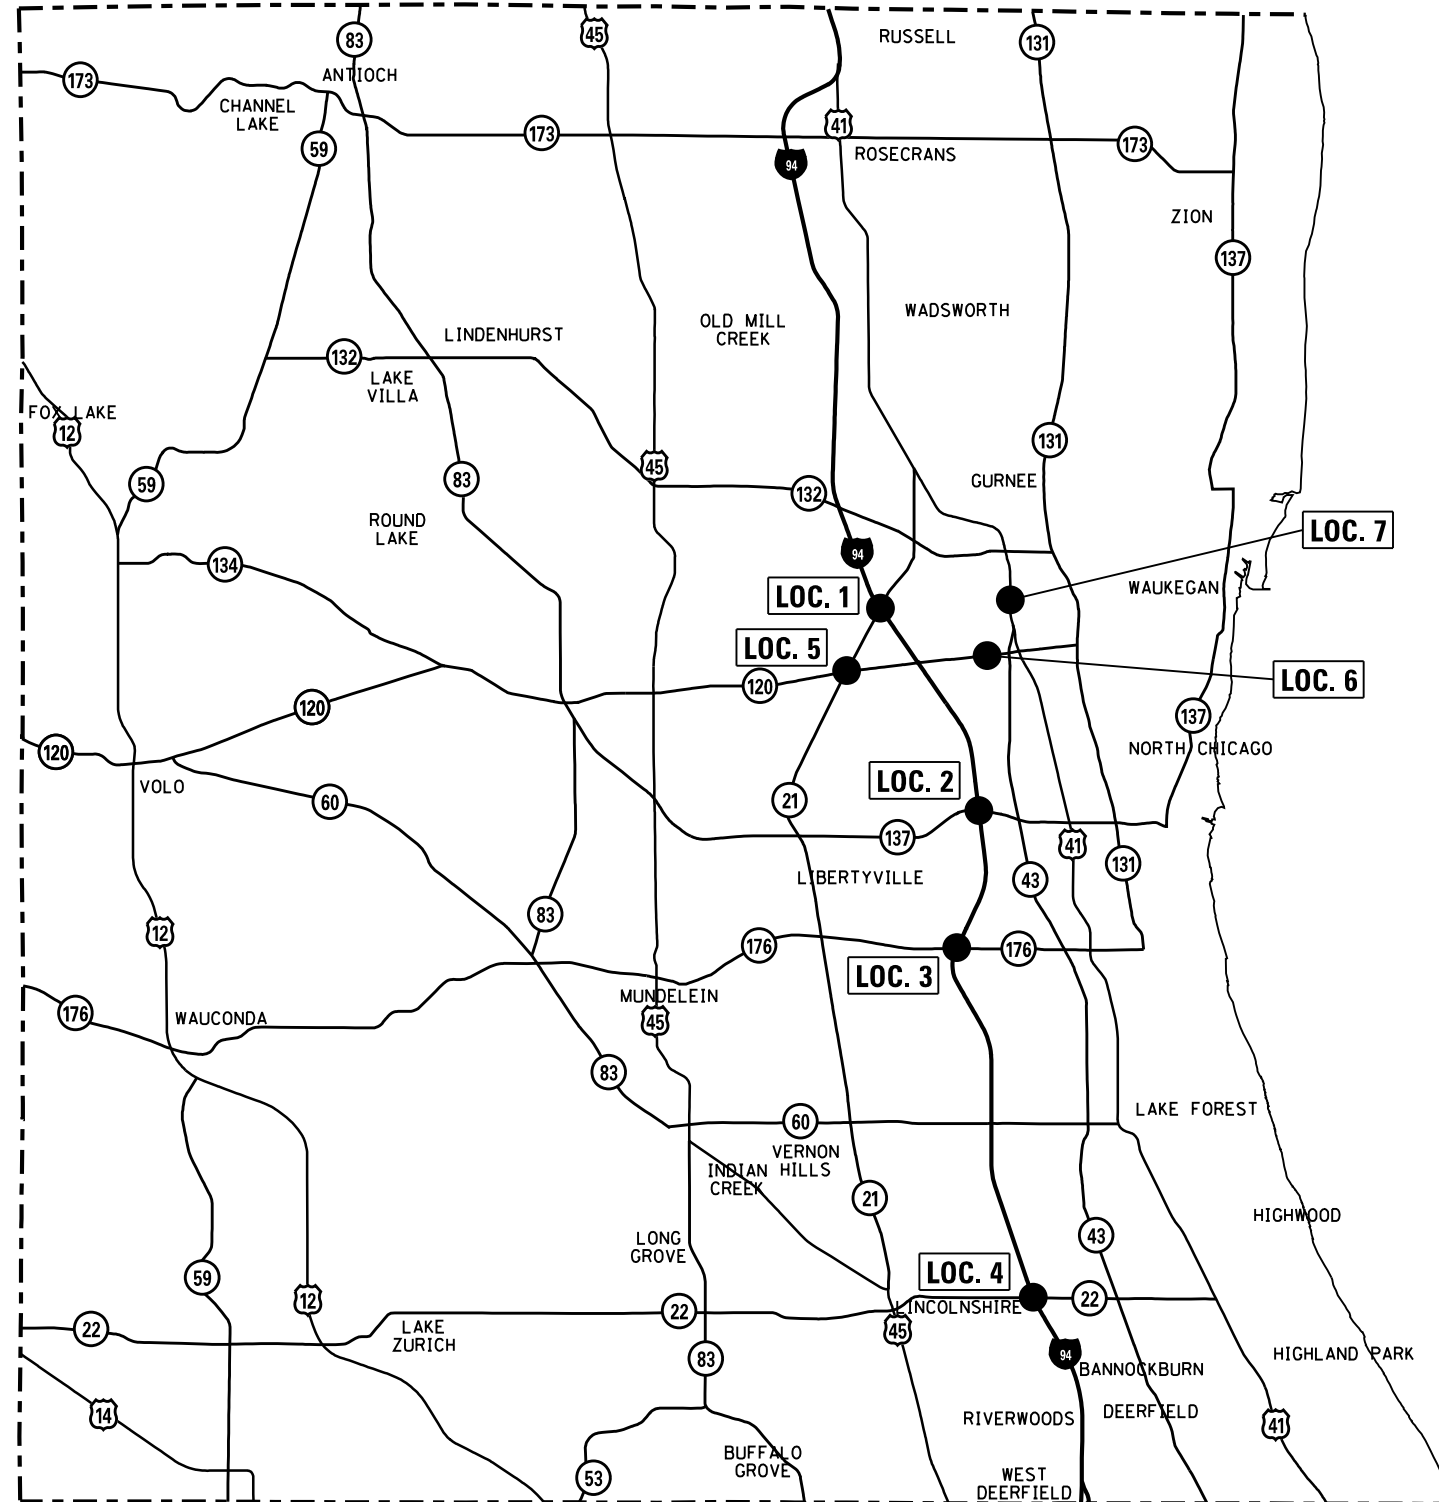 83
45
RUSSELL
131
173
ANTIOCH
CHANNEL
LAKE
41
59
173
173
ROSECRANS
94
ZION
137
WADSWORTH
OLD MILL
CREEK
LINDENHURST
132
LAKE
VILLA
FOX LAKE
12
131
45
59
83
GURNEE
132
ROUND
LAKE
LOC. 7
94
134
WAUKEGAN
LOC. 1
LOC. 5
LOC. 6
120
120
137
120
NORTH CHICAGO
VOLO
LOC. 2
60
21
137
41
131
LIBERTYVILLE
43
83
12
176
176
LOC. 3
MUNDELEIN
176
WAUCONDA
45
83
LAKE FOREST
60
VERNON
HILLS
INDIAN
CREEK
21
HIGHWOOD
43
LONG
GROVE
59
LOC. 4
12
22
LINCOLNSHIRE
22
22
LAKE
ZURICH
45
94
HIGHLAND PARK
83
BANNOCKBURN
14
DEERFIELD
RIVERWOODS
41
BUFFALO
GROVE
53
WEST
DEERFIELD